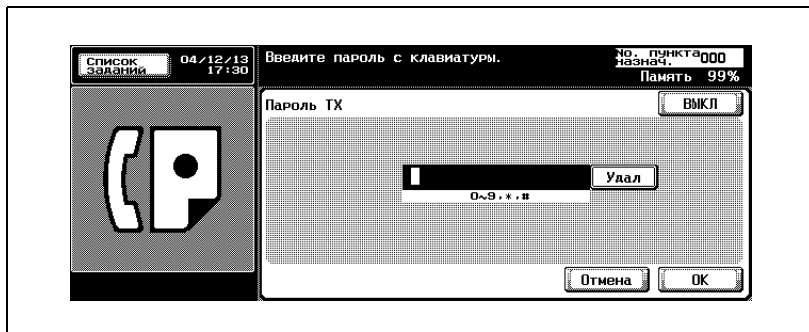 Список заданий
04/12/13
17:30
Введите пароль с клавиатуры.
No. пункта назнач.
000
Память 99%
Пароль TX
ВЫКЛ
Удал
0~9,*,#
Отмена
OK